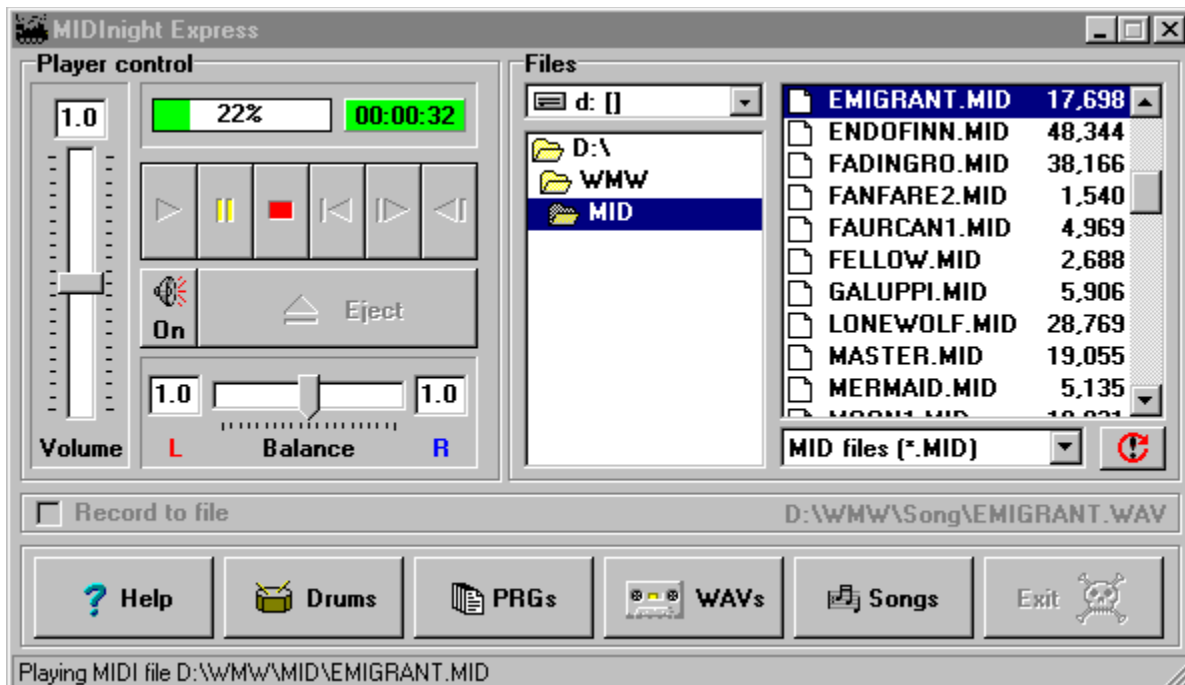 MIDInight Express
Player control
1.0
22%
00:00:32
On
Eject
1.0
1.0
Volume
L
Balance
R
Files
d: []
D:\
WMW
MID
EMIGRANT.MID 17,698
ENDOFINN.MID 48,344
FADINGRO.MID 38,166
FANFARE2.MID 1,540
FAURCAN1.MID 4,969
FELLOW.MID 2,688
GALUPPI.MID 5,906
LONEWOLF.MID 28,769
MASTER.MID 19,055
MERMAID.MID 5,135
MID files (*.MID)
Record to file
D:\WMW\Song\EMIGRANT.WAV
? Help
Drums
PRGs
WAVs
Songs
Exit
Playing MIDI file D:\WMW\MID\EMIGRANT.MID